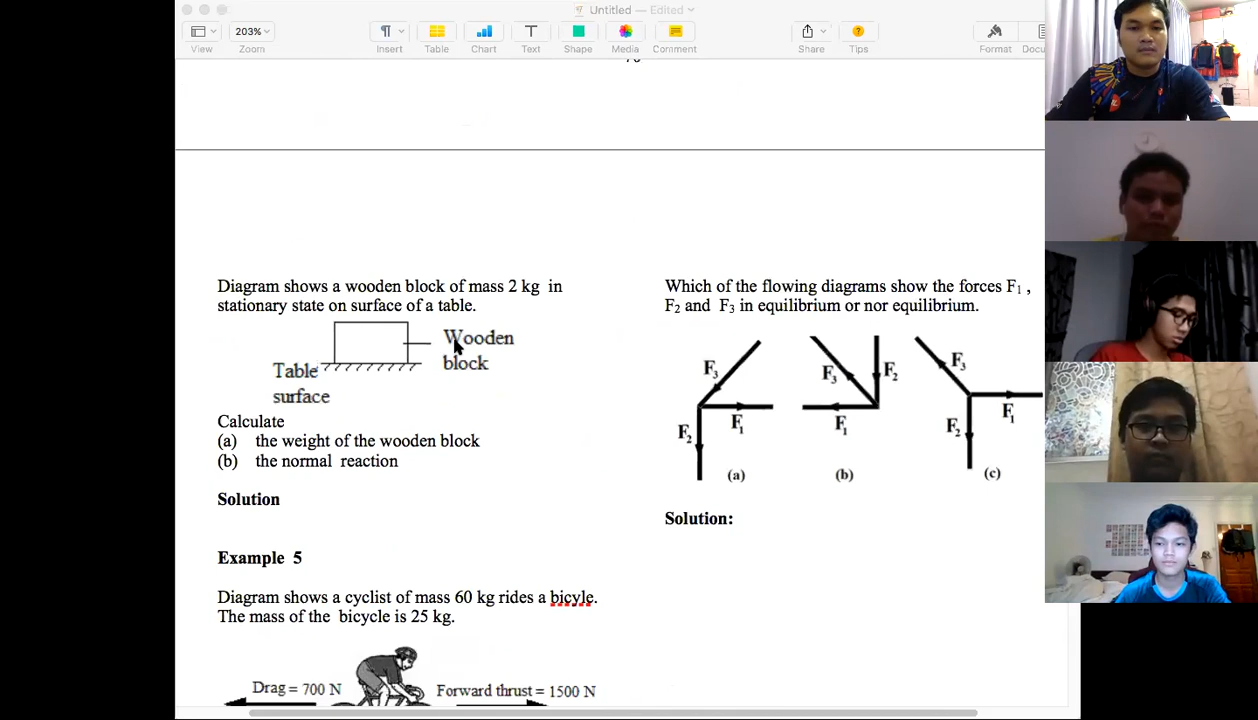 Untitled — Edited
203%
View
Zoom
Insert
Table
Chart
Text
Shape
Media
Comment
Share
Tips
Format
Diagram shows a wooden block of mass 2 kg in
stationary state on surface of a table.
Wooden
block
Table
surface
Calculate
(a) the weight of the wooden block
(b) the normal reaction
Solution
Example 5
Diagram shows a cyclist of mass 60 kg rides a bicyle.
The mass of the bicycle is 25 kg.
Drag = 700 N
Forward thrust = 1500 N
Which of the flowing diagrams show the forces F1 ,
F2 and F3 in equilibrium or nor equilibrium.
F3
F2
F1
(a)
F3
F2
F1
(b)
F3
F2
F1
(c)
Solution: